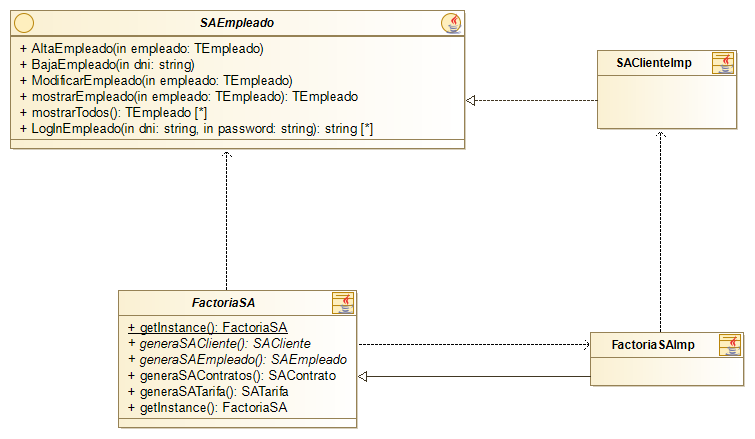 SAEmpleado
+ AltaEmpleado(in empleado: TEmpleado)
+ BajaEmpleado(in dni: string)
+ ModificarEmpleado(in empleado: TEmpleado)
+ mostrarEmpleado(in empleado: TEmpleado): TEmpleado
+ mostrarTodos(): TEmpleado [*]
+ LogInEmpleado(in dni: string, in password: string): string [*]
SAClienteImp
FactoriaSA
+ getInstance(): FactoriaSA
+ generaSACliente(): SACliente
+ generaSAEmpleado(): SAEmpleado
+ generaSAContratos(): SAContrato
+ generaSATarifa(): SATarifa
+ getInstance(): FactoriaSA
FactoriaSAImp